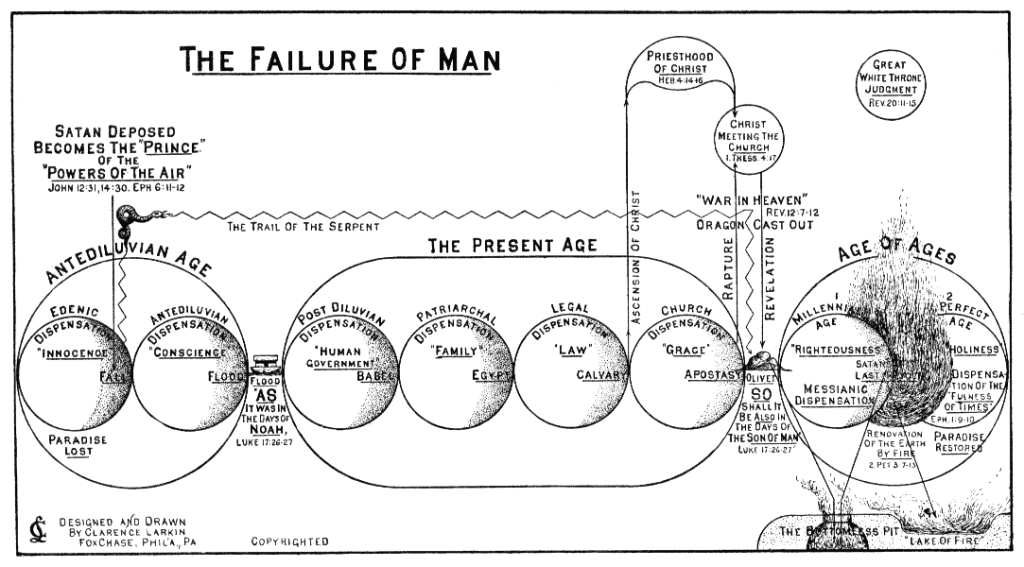 THE FAILURE OF MAN
PRIESTHOOD
OF CHRIST
HEB 4:14-16
GREAT
WHITE THRONE
JUDGMENT
REV. 20:11-15
CHRIST
MEETING THE
CHURCH
1. THESS. 4:17
SATAN DEPOSED
BECOMES THE "PRINCE"
OF THE
"POWERS OF THE AIR"
JOHN 12:31, 14:30. EPH 6:11-12
THE TRAIL OF THE SERPENT
"WAR IN HEAVEN"
REV. 12:7-12
DRAGON CAST OUT
ASCENSION OF CHRIST
RAPTURE
REVELATION
ANTEDILUVIAN AGE
THE PRESENT AGE
AGE OF AGES
EDENIC
DISPENSATION
"INNOCENCE"
FALL
PARADISE
LOST
ANTEDILUVIAN
DISPENSATION
"CONSCIENCE"
FLOOD
FLOOD
"AS
IT WAS IN
THE DAYS OF
NOAH,
LUKE 17:26-27
POST DILUVIAN
DISPENSATION
"HUMAN
GOVERNMENT"
BABEL
PATRIARCHAL
DISPENSATION
"FAMILY"
EGYPT
LEGAL
DISPENSATION
"LAW"
CALVARY
CHURCH
DISPENSATION
"GRACE"
APOSTASY
OLIVET
SO
SHALL IT
BE ALSO IN
THE DAYS OF
THE SON OF MAN"
LUKE 17:26-27
1
MILLENNIAL
AGE
"RIGHTEOUSNESS"
SATAN'S
LAST
MESSIANIC
DISPENSATION
2
PERFECT
AGE
HOLINESS
DISPENSA-
TION OF THE
"FULNESS
OF TIMES"
EPH. 1:9-10
RENOVATION
OF THE EARTH
BY FIRE
2. PET 3:7-13
PARADISE
RESTORED
THE BOTTOMLESS PIT
"LAKE OF FIRE"
DESIGNED AND DRAWN
BY CLARENCE LARKIN
FOXCHASE, PHILA., PA
COPYRIGHTED